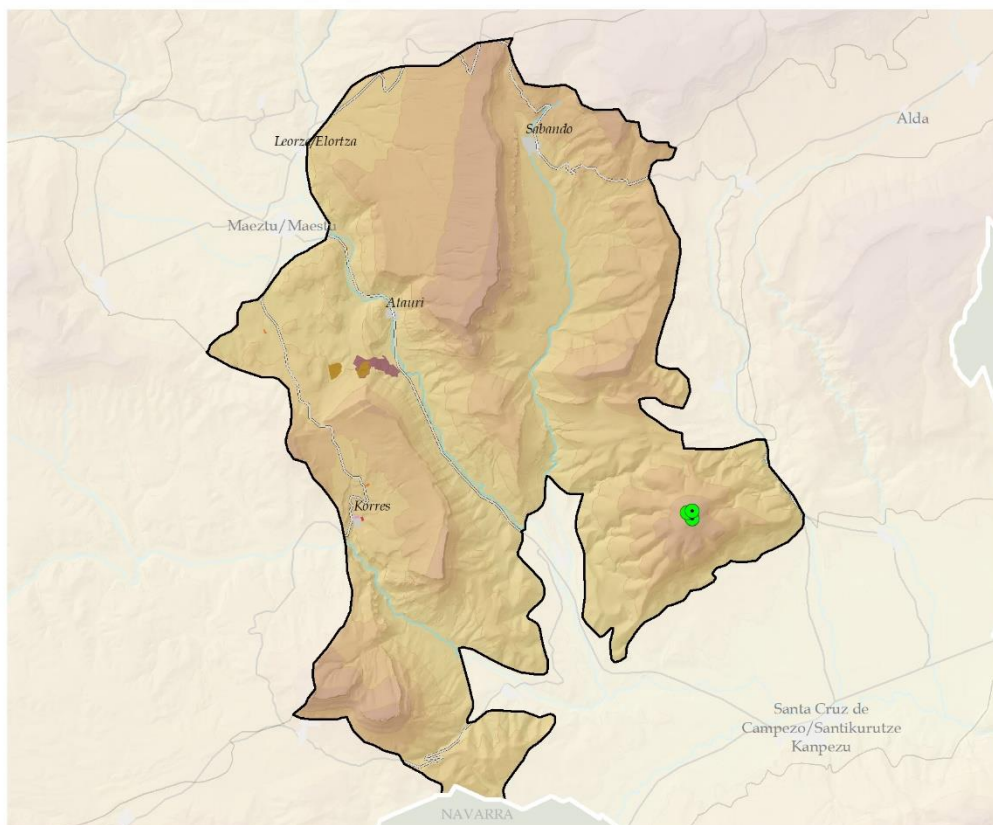 Sabando
Alda
Leorza/Elortza
Maeztu/Maestu
Atauri
Korres
Santa Cruz de
Campezo/Santikurutze
Kanpezu
NAVARRA